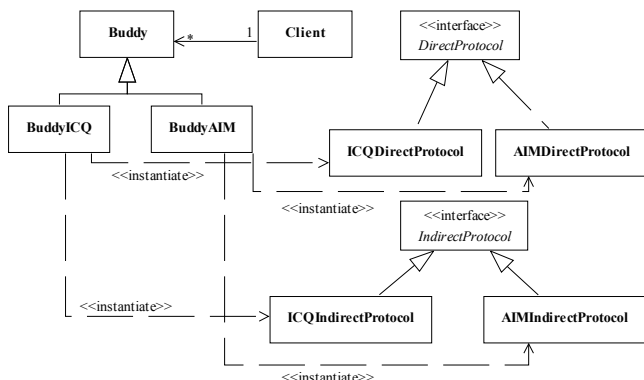 Buddy
*
1
Client
<<interface>>
DirectProtocol
BuddyICQ
BuddyAIM
ICQDirectProtocol
AIMDirectProtocol
<<instantiate>>
<<instantiate>>
<<interface>>
IndirectProtocol
<<instantiate>>
ICQIndirectProtocol
AIMIndirectProtocol
<<instantiate>>